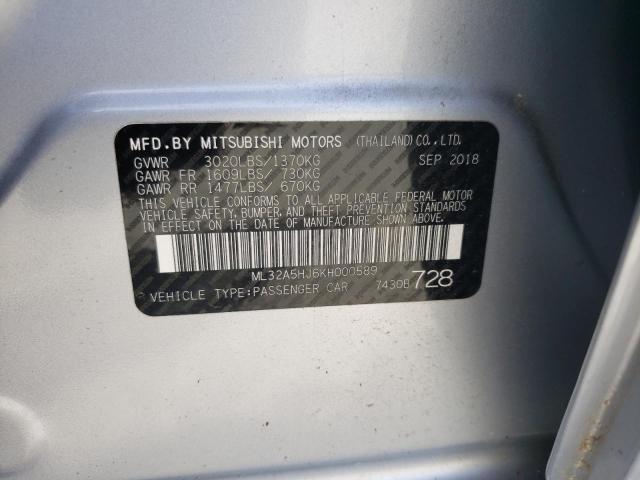 MFD.BY MITSUBISHI MOTORS (THAILAND)CO.,LTD.
GVWR 3020LBS/1370KG SEP 2018
GAWR FR 1609LBS/ 730KG
GAWR RR 1477LBS/ 670KG
THIS VEHICLE CONFORMS TO ALL APPLICABLE FEDERAL MOTOR
VEHICLE SAFETY, BUMPER, AND THEFT PREVENTION STANDARDS
IN EFFECT ON THE DATE OF MANUFACTURE SHOWN ABOVE.
ML32A5HJ6KH000589
VEHICLE TYPE:PASSENGER CAR 7430B 728